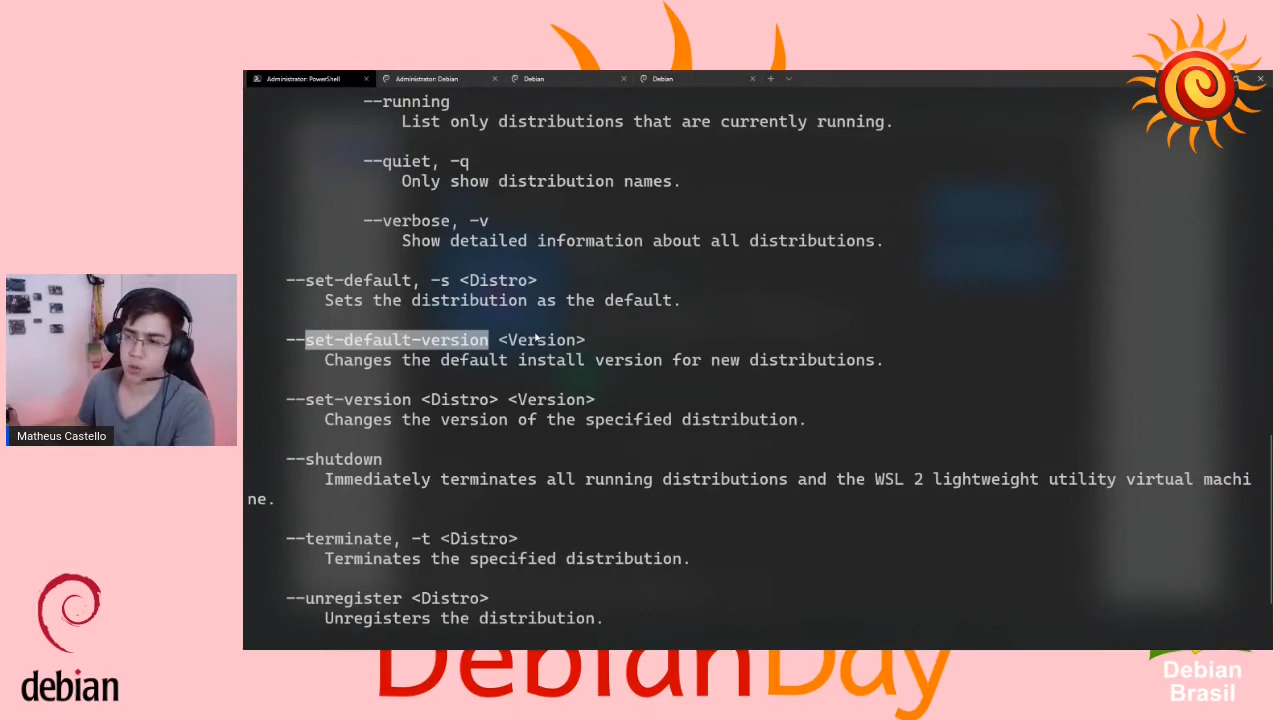 Administrator: PowerShell
Administrator: Debian
Debian
Debian
--running
List only distributions that are currently running.
--quiet, -q
Only show distribution names.
--verbose, -v
Show detailed information about all distributions.
--set-default, -s <Distro>
Sets the distribution as the default.
--set-default-version <Version>
Changes the default install version for new distributions.
--set-version <Distro> <Version>
Changes the version of the specified distribution.
--shutdown
Immediately terminates all running distributions and the WSL 2 lightweight utility virtual machi
ne.
--terminate, -t <Distro>
Terminates the specified distribution.
--unregister <Distro>
Unregisters the distribution.
Matheus Castello
debian
DebianDay
Debian
Brasil